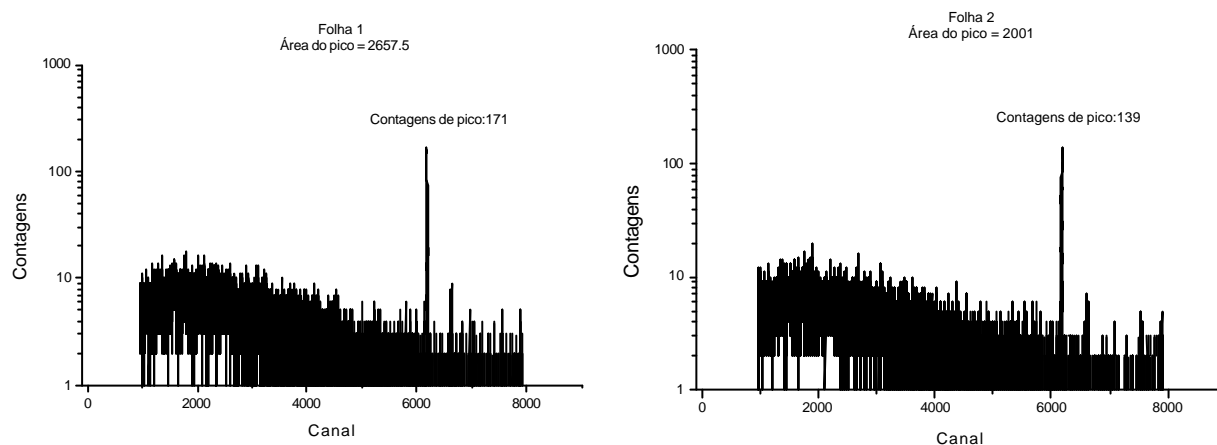 Folha 1
Área do pico = 2657.5
1000
Contagens de pico:171
100
Contagens
10
1
0
2000
4000
6000
8000
Canal
Folha 2
Área do pico = 2001
1000
Contagens de pico:139
100
Contagens
10
1
0
2000
4000
6000
8000
Canal